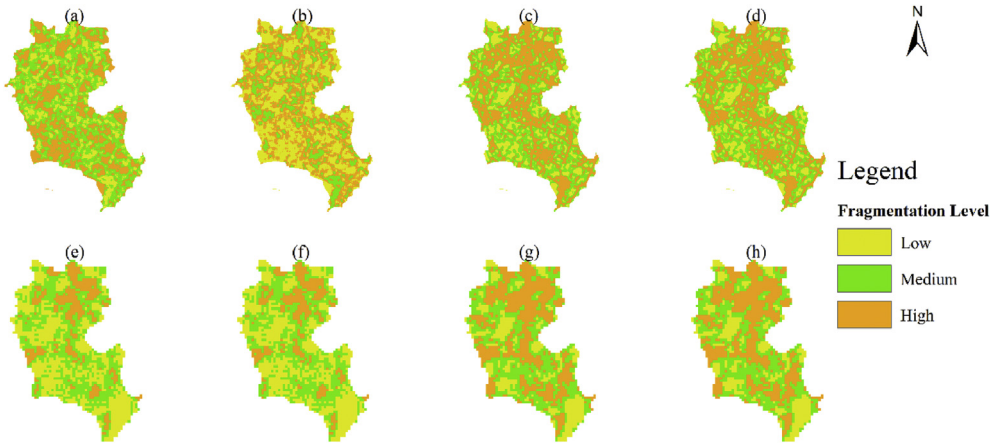 (a)
(b)
(c)
(d)
N
(e)
(f)
(g)
(h)
Legend
Fragmentation Level
Low
Medium
High